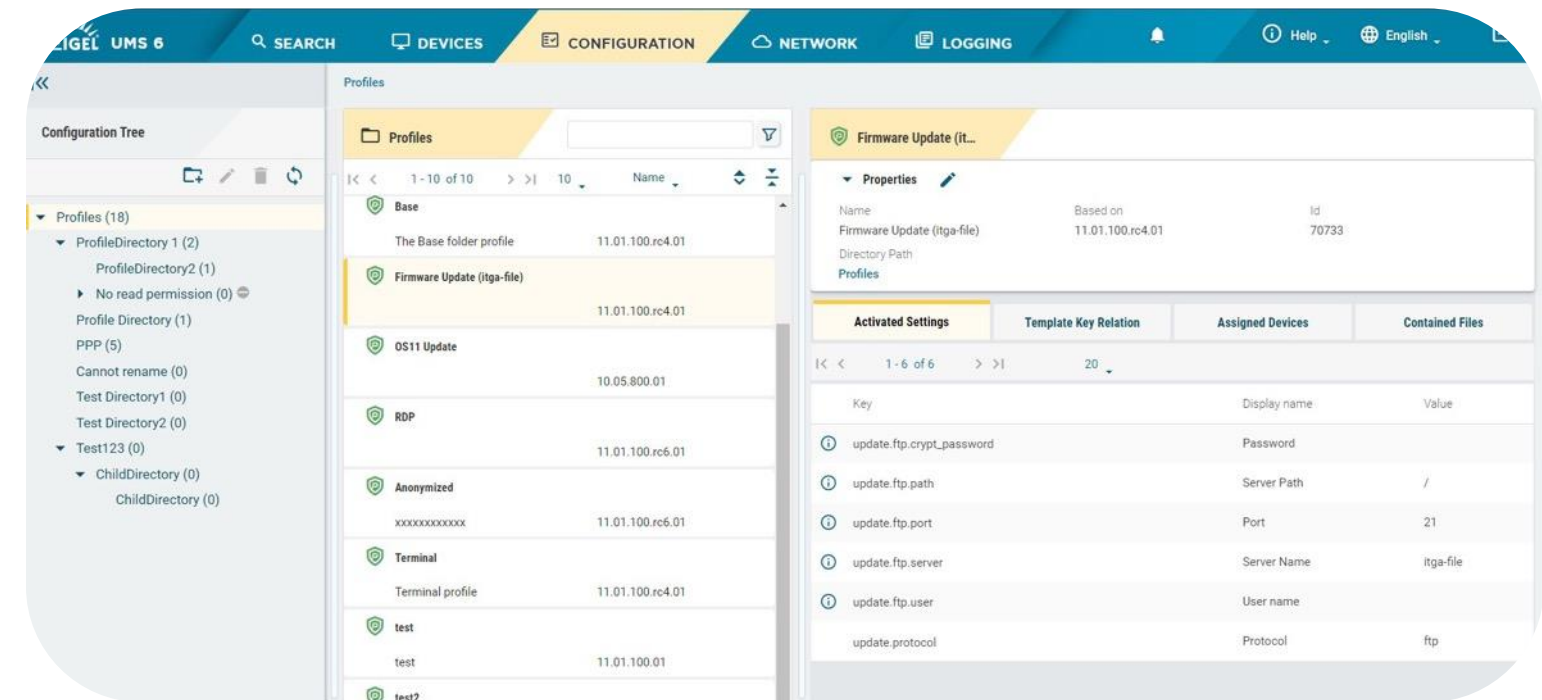 IGEL UMS 6
SEARCH
DEVICES
CONFIGURATION
NETWORK
LOGGING
Help
English
Profiles
Configuration Tree
Profiles (18)
ProfileDirectory 1 (2)
ProfileDirectory2 (1)
No read permission (0)
Profile Directory (1)
PPP (5)
Cannot rename (0)
Test Directory1 (0)
Test Directory2 (0)
Test123 (0)
ChildDirectory (0)
ChildDirectory (0)
Profiles
1 - 10 of 10 10 Name
Base
The Base folder profile 11.01.100.rc4.01
Firmware Update (itga-file)
11.01.100.rc4.01
OS11 Update
10.05.800.01
RDP
11.01.100.rc6.01
Anonymized
xxxxxxxxxxxx 11.01.100.rc6.01
Terminal
Terminal profile 11.01.100.rc4.01
test
test 11.01.100.01
test2
Firmware Update (it...
Properties
Name Based on Id
Firmware Update (itga-file) 11.01.100.rc4.01 70733
Directory Path
Profiles
Activated Settings Template Key Relation Assigned Devices Contained Files
1 - 6 of 6 20
Key Display name Value
update.ftp.crypt_password Password
update.ftp.path Server Path /
update.ftp.port Port 21
update.ftp.server Server Name itga-file
update.ftp.user User name
update.protocol Protocol ftp